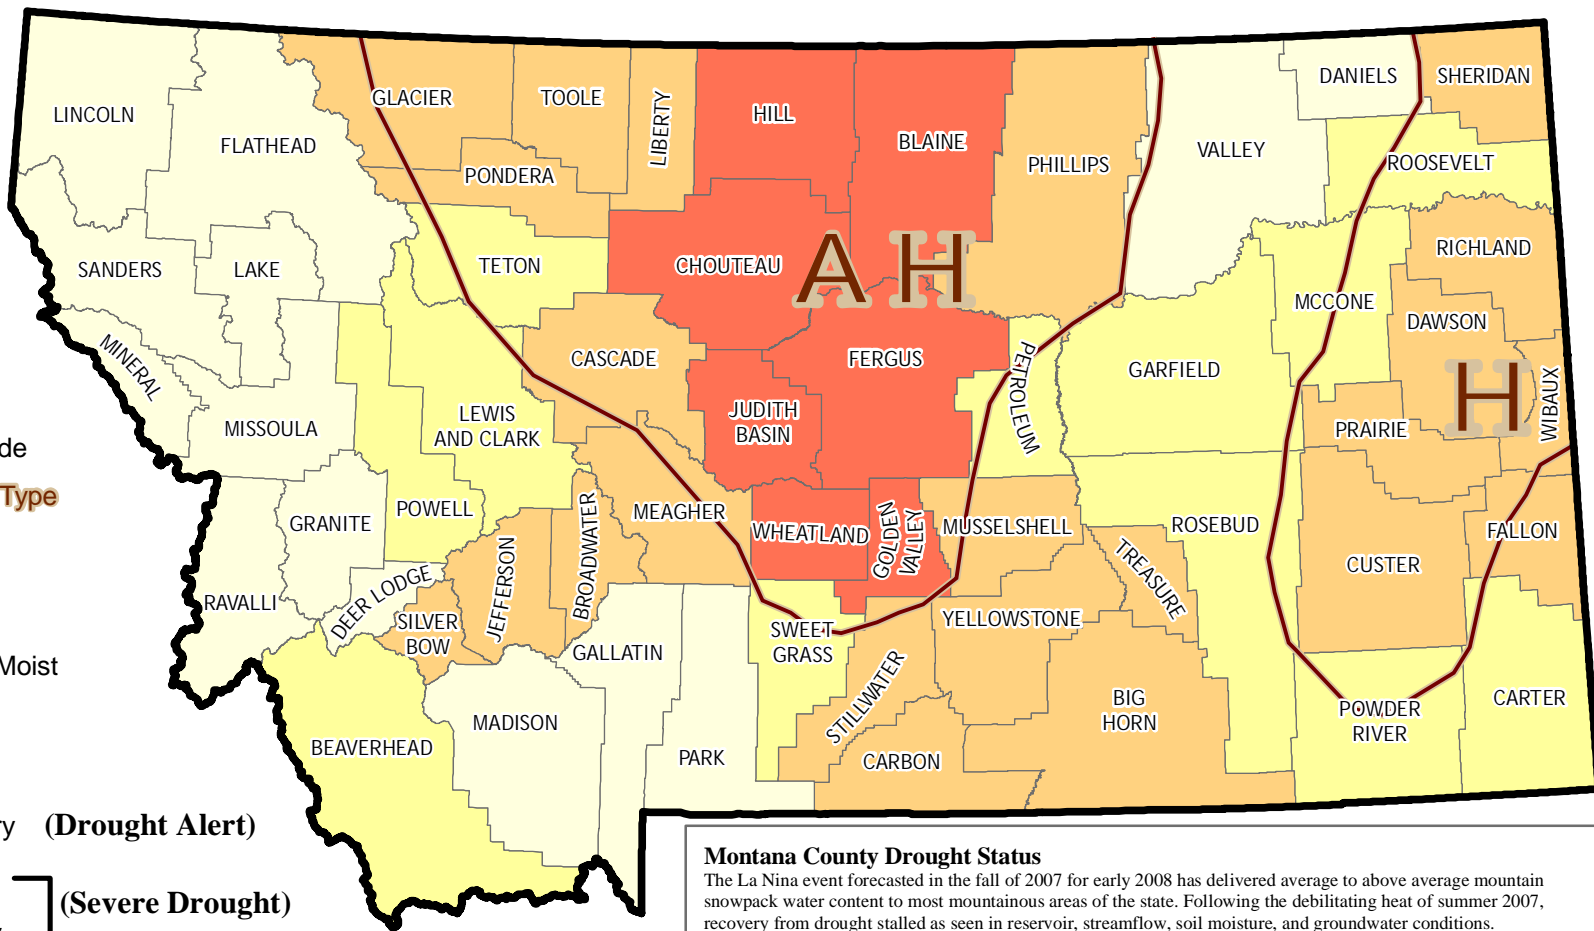 LINCOLN
FLATHEAD
GLACIER
TOOLE
LIBERTY
HILL
BLAINE
PHILLIPS
VALLEY
DANIELS
SHERIDAN
ROOSEVELT
PONDERA
SANDERS
LAKE
TETON
CHOUTEAU
A H
RICHLAND
MCCONE
DAWSON
MINERAL
CASCADE
FERGUS
PETROLEUM
GARFIELD
H
WIBAUX
MISSOULA
LEWIS
AND CLARK
JUDITH
BASIN
PRAIRIE
de
Type
GRANITE
POWELL
BROADWATER
MEAGHER
WHEATLAND
GOLDEN
VALLEY
MUSSELSHELL
ROSEBUD
TREASURE
CUSTER
FALLON
RAVALLI
DEER LODGE
SILVER
BOW
JEFFERSON
GALLATIN
SWEET
GRASS
YELLOWSTONE
STILLWATER
BIG
HORN
POWDER
RIVER
CARTER
Moist
BEAVERHEAD
MADISON
PARK
CARBON
ry (Drought Alert)
(Severe Drought)
Montana County Drought Status
The La Nina event forecasted in the fall of 2007 for early 2008 has delivered average to above average mountain
snowpack water content to most mountainous areas of the state. Following the debilitating heat of summer 2007,
recovery from drought stalled as seen in reservoir, streamflow, soil moisture, and groundwater conditions.